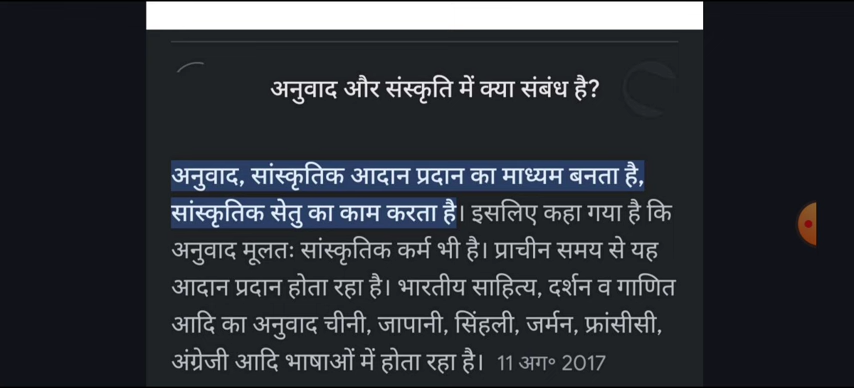 अनुवाद और संस्कृति में क्या संबंध है?
अनुवाद, सांस्कृतिक आदान प्रदान का माध्यम बनता है,
सांस्कृतिक सेतु का काम करता है। इसलिए कहा गया है कि
अनुवाद मूलतः सांस्कृतिक कर्म भी है। प्राचीन समय से यह
आदान प्रदान होता रहा है। भारतीय साहित्य, दर्शन व गाणित
आदि का अनुवाद चीनी, जापानी, सिंहली, जर्मन, फ्रांसीसी,
अंग्रेजी आदि भाषाओं में होता रहा है। 11 अग॰ 2017